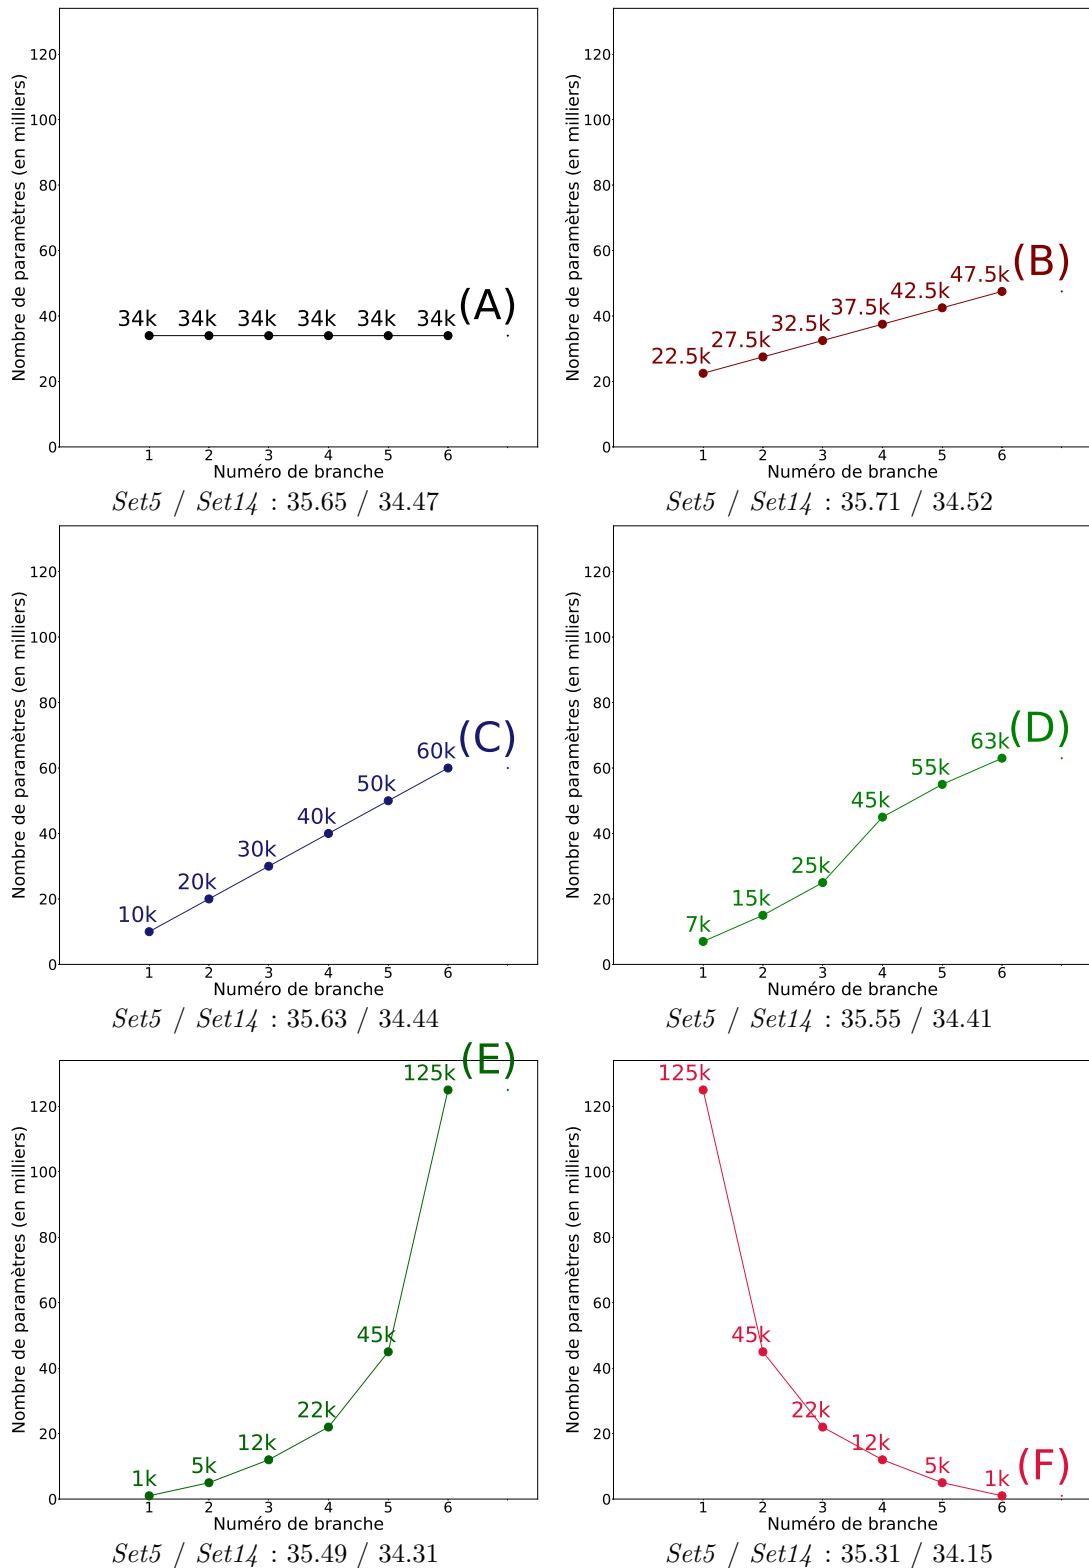 Nombre de paramètres (en milliers)
120
100
80
60
40
20
0
34k 34k 34k 34k 34k 34k (A)
1 2 3 4 5 6
Numéro de branche
Set5 / Set14 : 35.65 / 34.47
Nombre de paramètres (en milliers)
120
100
80
60
40
20
0
22.5k 27.5k 32.5k 37.5k 42.5k 47.5k (B)
1 2 3 4 5 6
Numéro de branche
Set5 / Set14 : 35.71 / 34.52
Nombre de paramètres (en milliers)
120
100
80
60
40
20
0
10k 20k 30k 40k 50k 60k (C)
1 2 3 4 5 6
Numéro de branche
Set5 / Set14 : 35.63 / 34.44
Nombre de paramètres (en milliers)
120
100
80
60
40
20
0
7k 15k 25k 45k 55k 63k (D)
1 2 3 4 5 6
Numéro de branche
Set5 / Set14 : 35.55 / 34.41
Nombre de paramètres (en milliers)
120
100
80
60
40
20
0
1k 5k 12k 22k 45k 125k (E)
1 2 3 4 5 6
Numéro de branche
Set5 / Set14 : 35.49 / 34.31
Nombre de paramètres (en milliers)
120
100
80
60
40
20
0
125k 45k 22k 12k 5k 1k (F)
1 2 3 4 5 6
Numéro de branche
Set5 / Set14 : 35.31 / 34.15